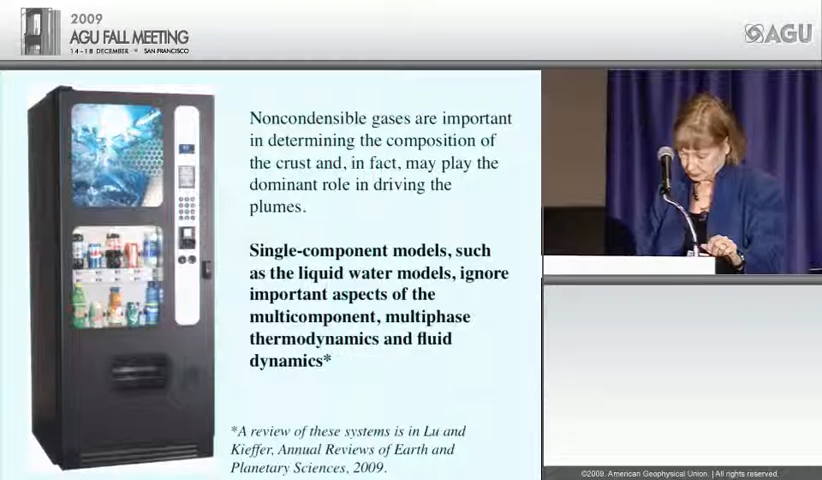 2009
AGU FALL MEETING
14-18 DECEMBER • SAN FRANCISCO
AGU
Noncondensible gases are important
in determining the composition of
the crust and, in fact, may play the
dominant role in driving the
plumes.
Single-component models, such
as the liquid water models, ignore
important aspects of the
multicomponent, multiphase
thermodynamics and fluid
dynamics*
*A review of these systems is in Lu and
Kieffer, Annual Reviews of Earth and
Planetary Sciences, 2009.
©2009. American Geophysical Union. | All rights reserved.